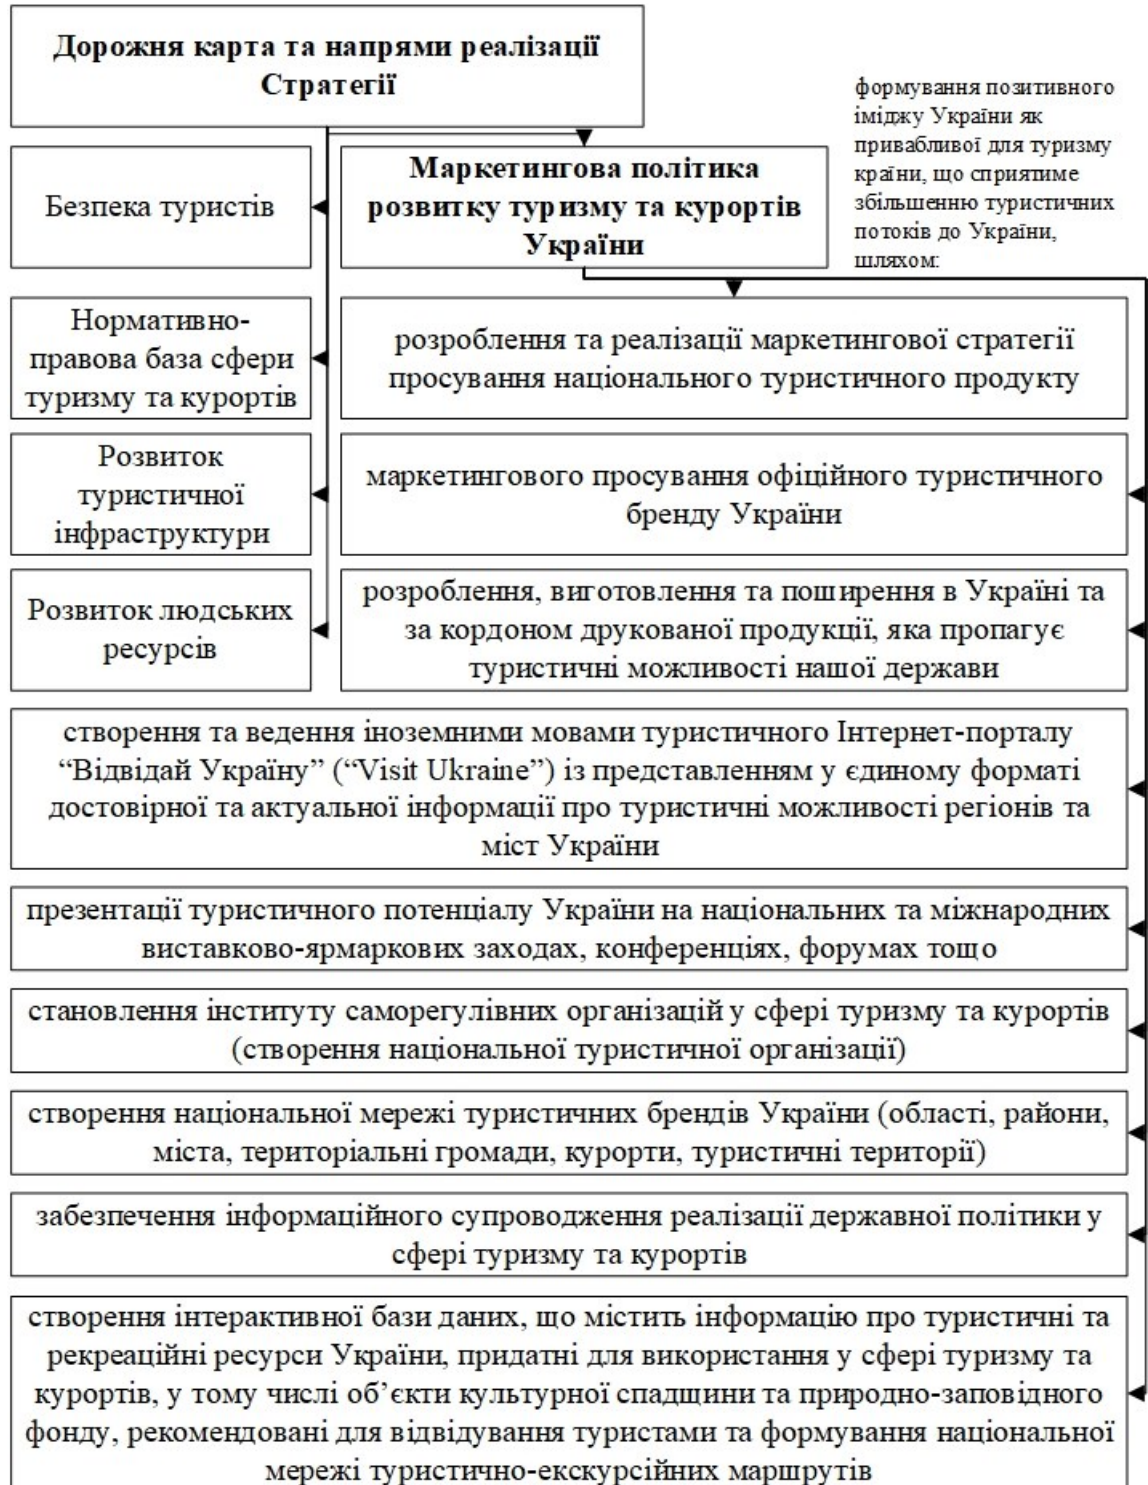 Дорожня карта та напрями реалізації
Стратегії
формування позитивного
іміджу України як
привабливої для туризму
країни, що сприятиме
збільшенню туристичних
потоків до України,
шляхом:
Безпека туристів
Маркетингова політика
розвитку туризму та курортів
України
Нормативно-
правова база сфери
туризму та курортів
розроблення та реалізації маркетингової стратегії
просування національного туристичного продукту
Розвиток
туристичної
інфраструктури
маркетингового просування офіційного туристичного
бренду України
Розвиток людських
ресурсів
розроблення, виготовлення та поширення в Україні та
за кордоном друкованої продукції, яка пропагує
туристичні можливості нашої держави
створення та ведення іноземними мовами туристичного Інтернет-порталу
“Відвідай Україну” (“Visit Ukraine”) із представленням у єдиному форматі
достовірної та актуальної інформації про туристичні можливості регіонів та
міст України
презентації туристичного потенціалу України на національних та міжнародних
виставково-ярмаркових заходах, конференціях, форумах тощо
становлення інституту саморегулівних організацій у сфері туризму та курортів
(створення національної туристичної організації)
створення національної мережі туристичних брендів України (області, райони,
міста, територіальні громади, курорти, туристичні території)
забезпечення інформаційного супроводження реалізації державної політики у
сфері туризму та курортів
створення інтерактивної бази даних, що містить інформацію про туристичні та
рекреаційні ресурси України, придатні для використання у сфері туризму та
курортів, у тому числі об’єкти культурної спадщини та природно-заповідного
фонду, рекомендовані для відвідування туристами та формування національної
мережі туристично-екскурсійних маршрутів